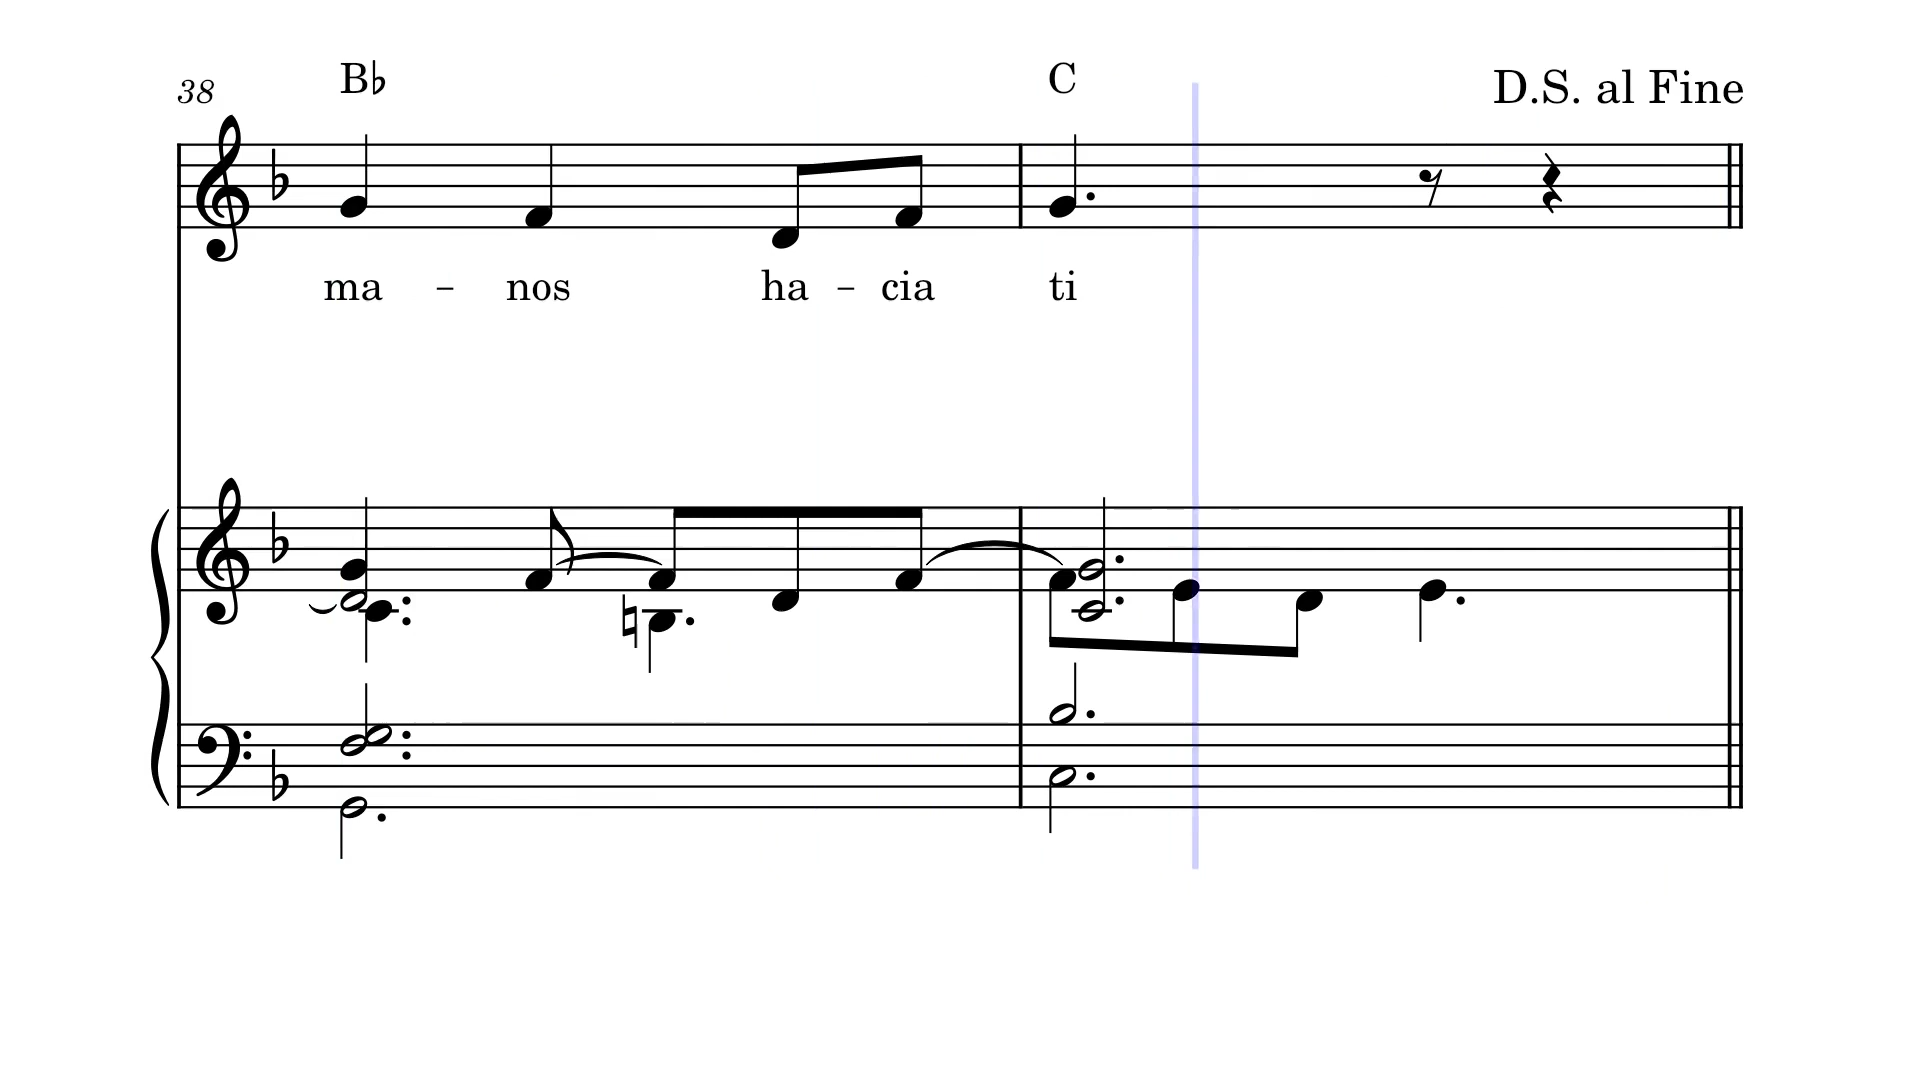 38 B♭ C D.S. al Fine
ma - nos ha - cia ti